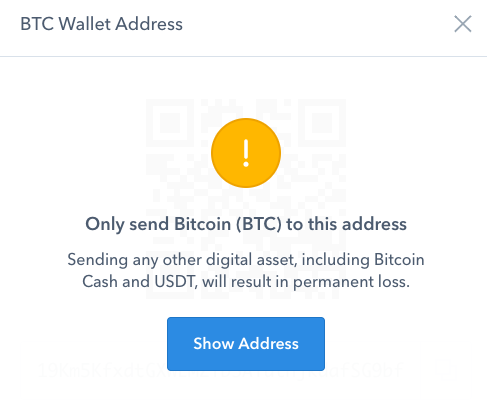 BTC Wallet Address
Only send Bitcoin (BTC) to this address
Sending any other digital asset, including Bitcoin
Cash and USDT, will result in permanent loss.
Show Address